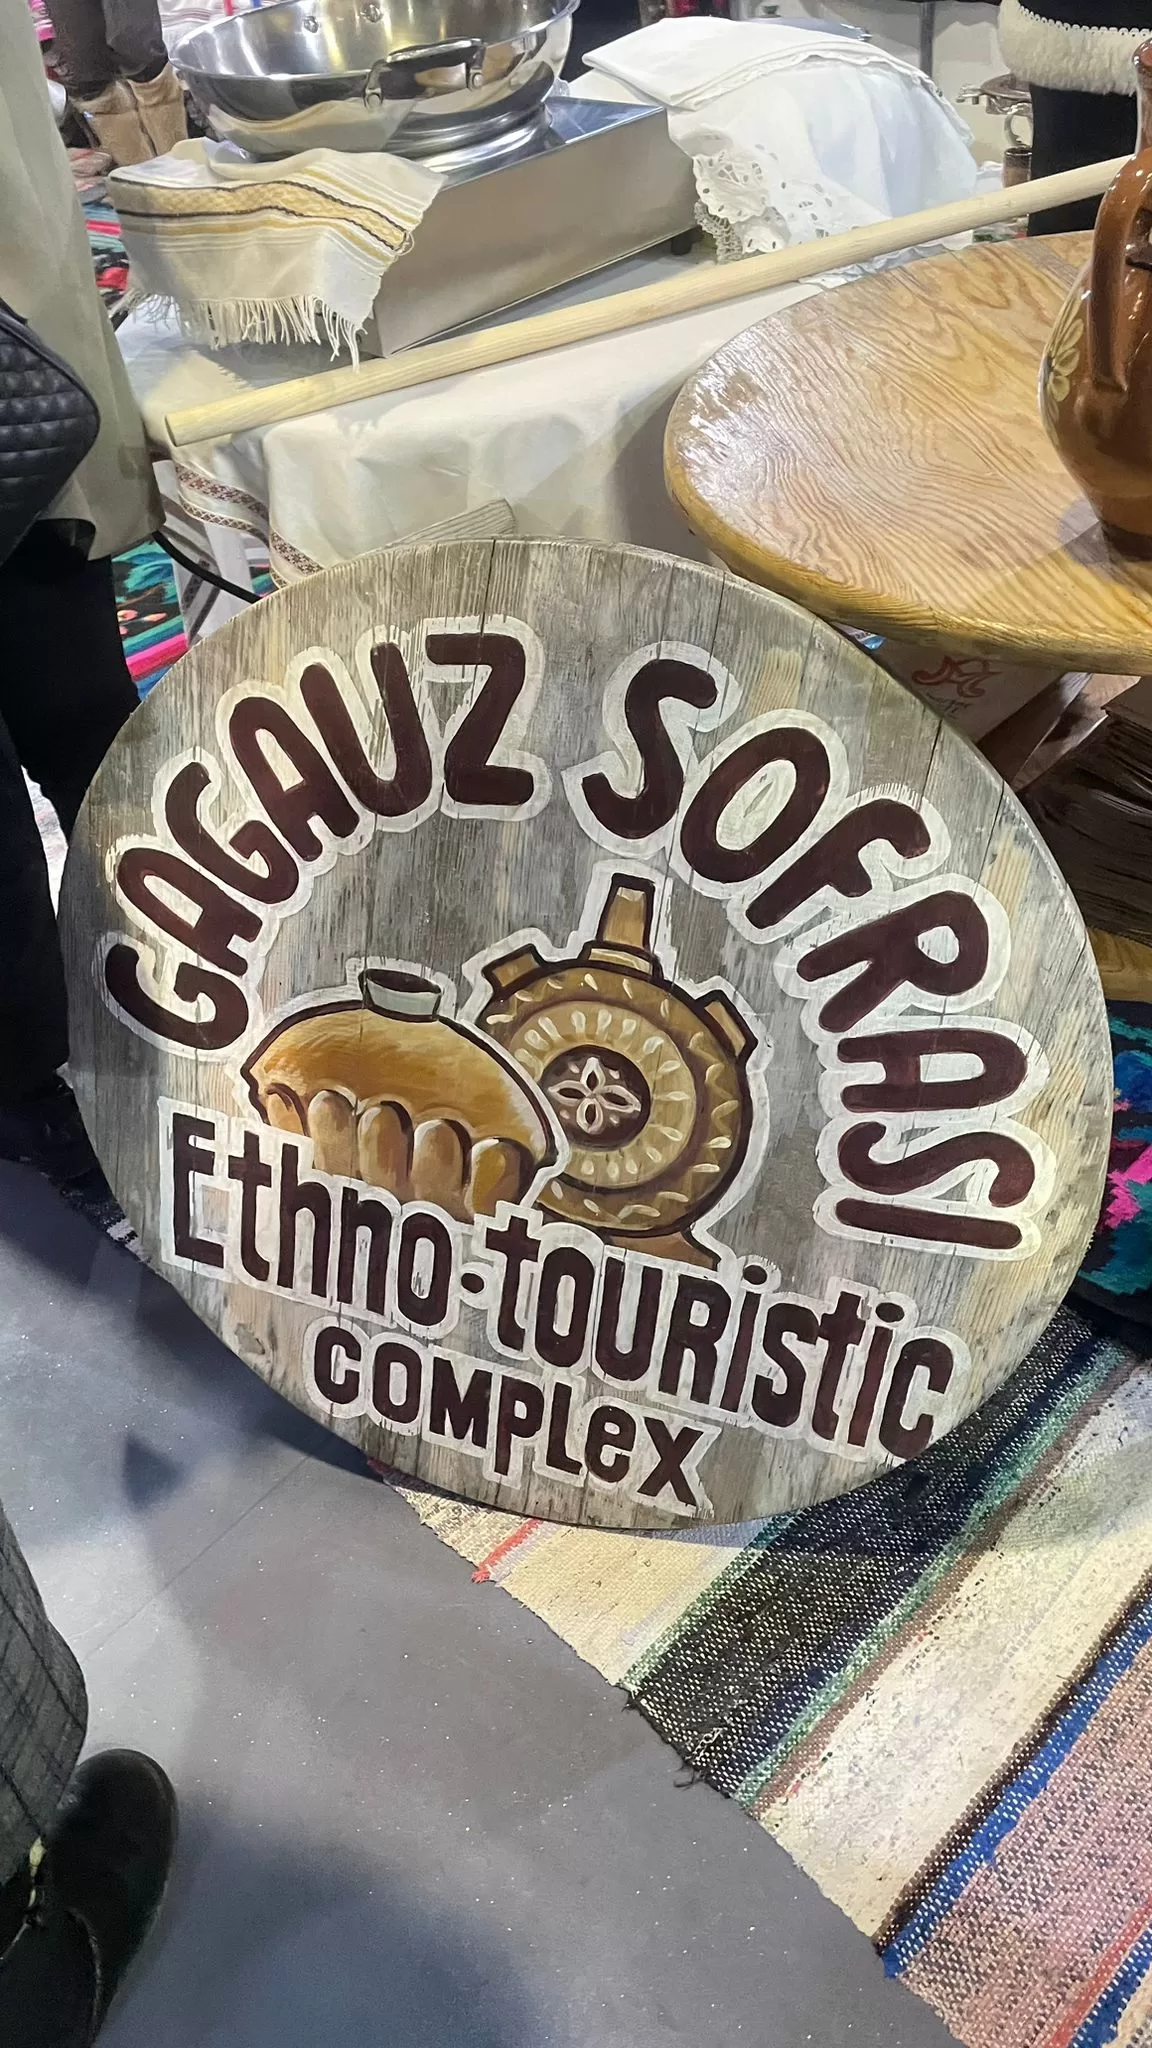 GAGAUZ SOFRASI
Ethno-touristic
complex